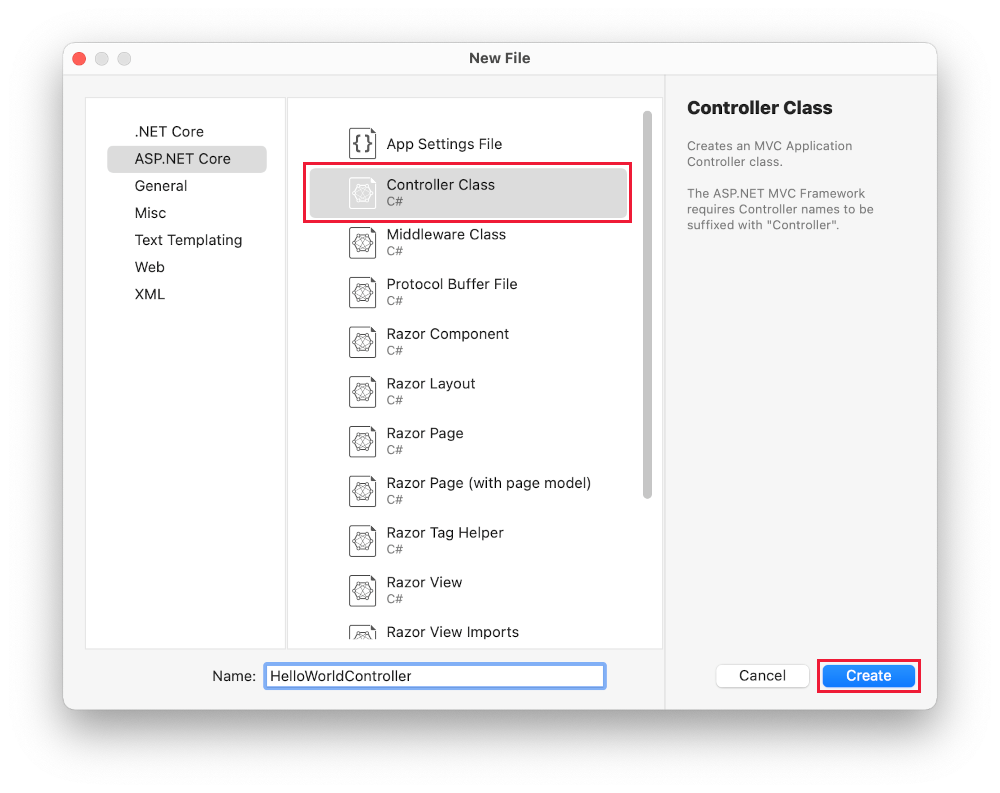 New File
.NET Core
ASP.NET Core
General
Misc
Text Templating
Web
XML
{}
App Settings File
Controller Class
C#
Middleware Class
C#
Protocol Buffer File
C#
Razor Component
C#
Razor Layout
C#
Razor Page
C#
Razor Page (with page model)
C#
Razor Tag Helper
C#
Razor View
C#
Razor View Imports
Controller Class
Creates an MVC Application
Controller class.
The ASP.NET MVC Framework
requires Controller names to be
suffixed with "Controller".
Name: HelloWorldController
Cancel
Create